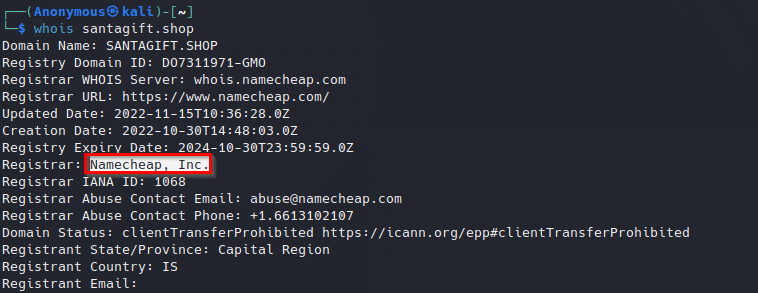 ┌──(Anonymous㉿kali)-[~]
└─$ whois santagift.shop
Domain Name: SANTAGIFT.SHOP
Registry Domain ID: DO7311971-GMO
Registrar WHOIS Server: whois.namecheap.com
Registrar URL: https://www.namecheap.com/
Updated Date: 2022-11-15T10:36:28.0Z
Creation Date: 2022-10-30T14:48:03.0Z
Registry Expiry Date: 2024-10-30T23:59:59.0Z
Registrar: Namecheap, Inc.
Registrar IANA ID: 1068
Registrar Abuse Contact Email: abuse@namecheap.com
Registrar Abuse Contact Phone: +1.6613102107
Domain Status: clientTransferProhibited https://icann.org/epp#clientTransferProhibited
Registrant State/Province: Capital Region
Registrant Country: IS
Registrant Email: